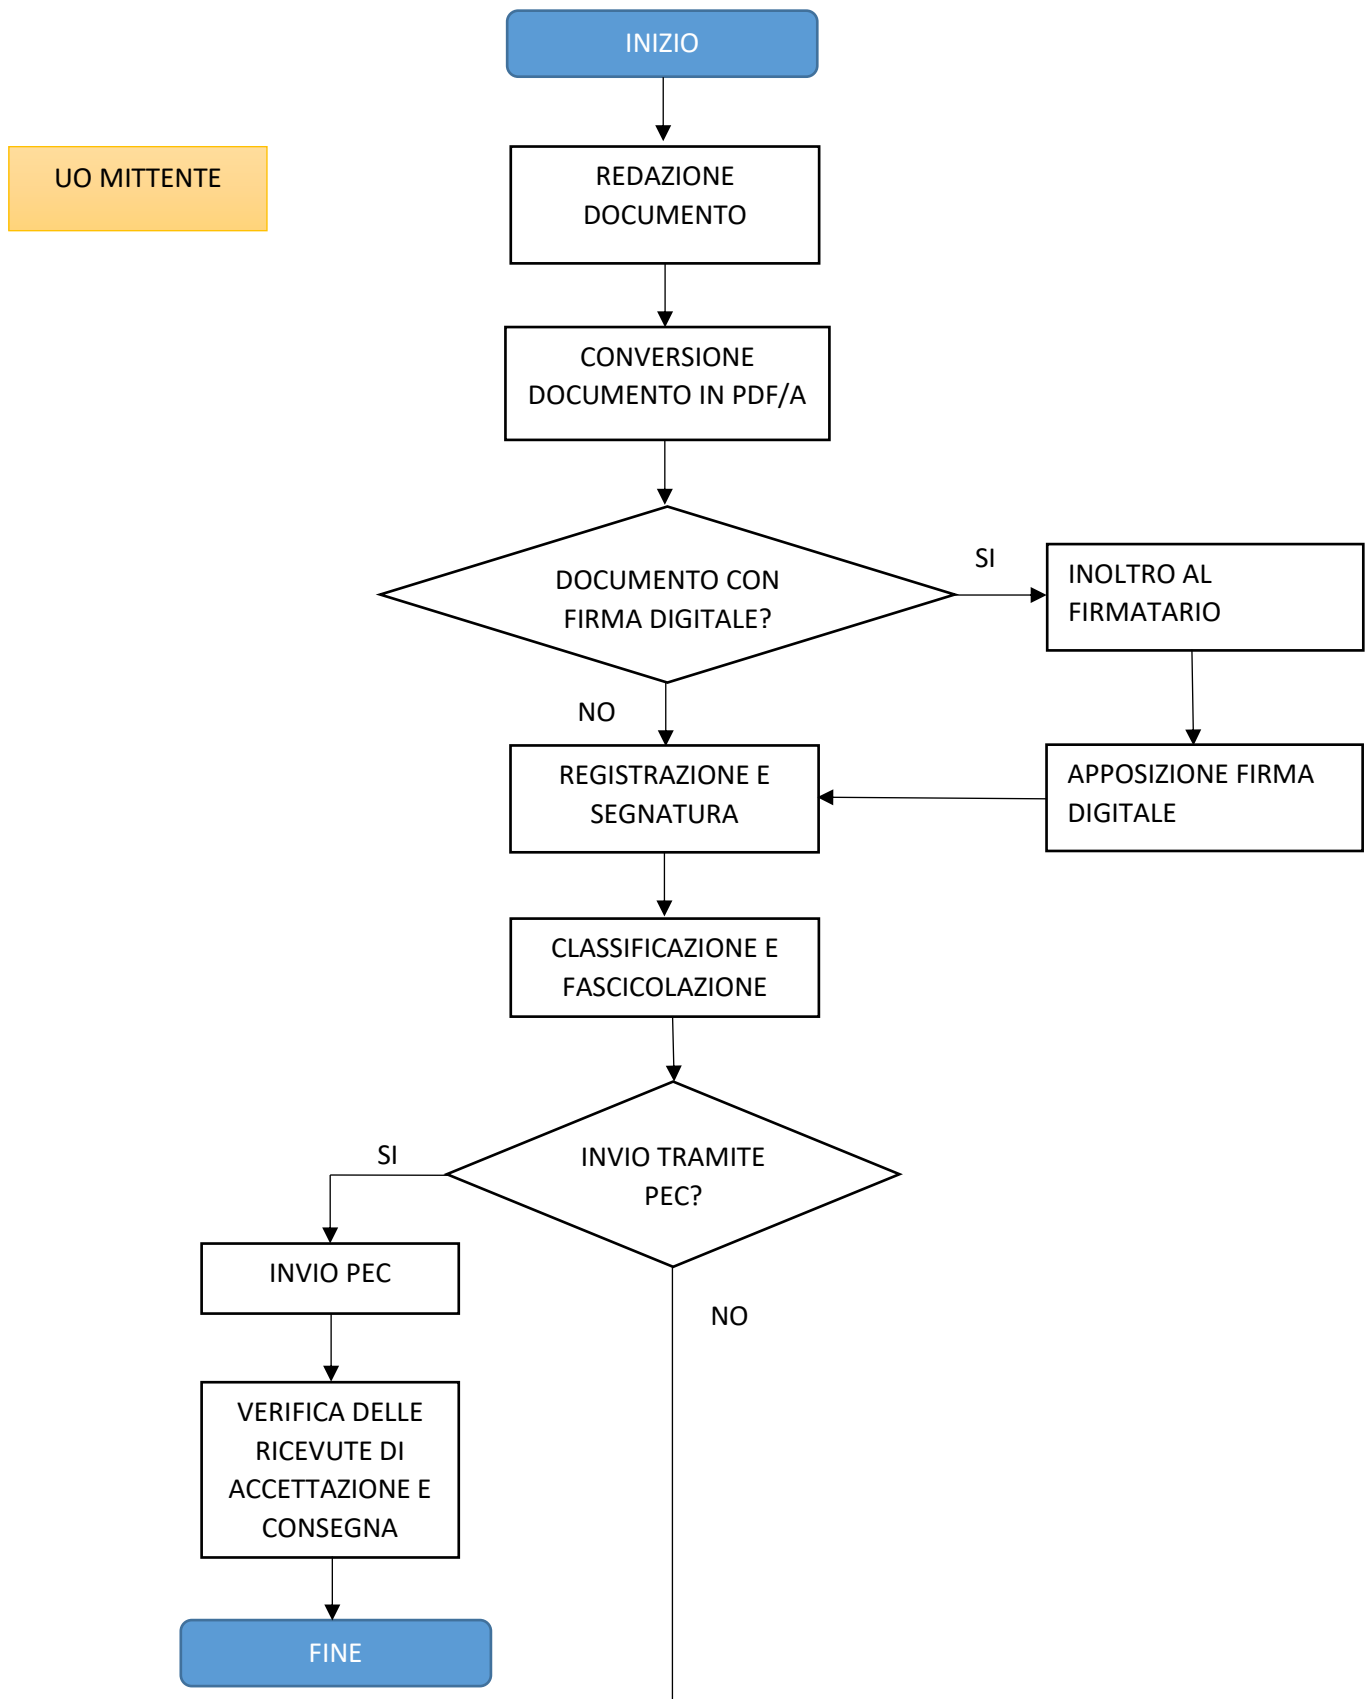 INIZIO
UO MITTENTE
REDAZIONE
DOCUMENTO
CONVERSIONE
DOCUMENTO IN PDF/A
DOCUMENTO CON
FIRMA DIGITALE?
SI
INOLTRO AL
FIRMATARIO
NO
REGISTRAZIONE E
SEGNATURA
APPOSIZIONE FIRMA
DIGITALE
CLASSIFICAZIONE E
FASCICOLAZIONE
INVIO TRAMITE
PEC?
SI
INVIO PEC
NO
VERIFICA DELLE
RICEVUTE DI
ACCETTAZIONE E
CONSEGNA
FINE